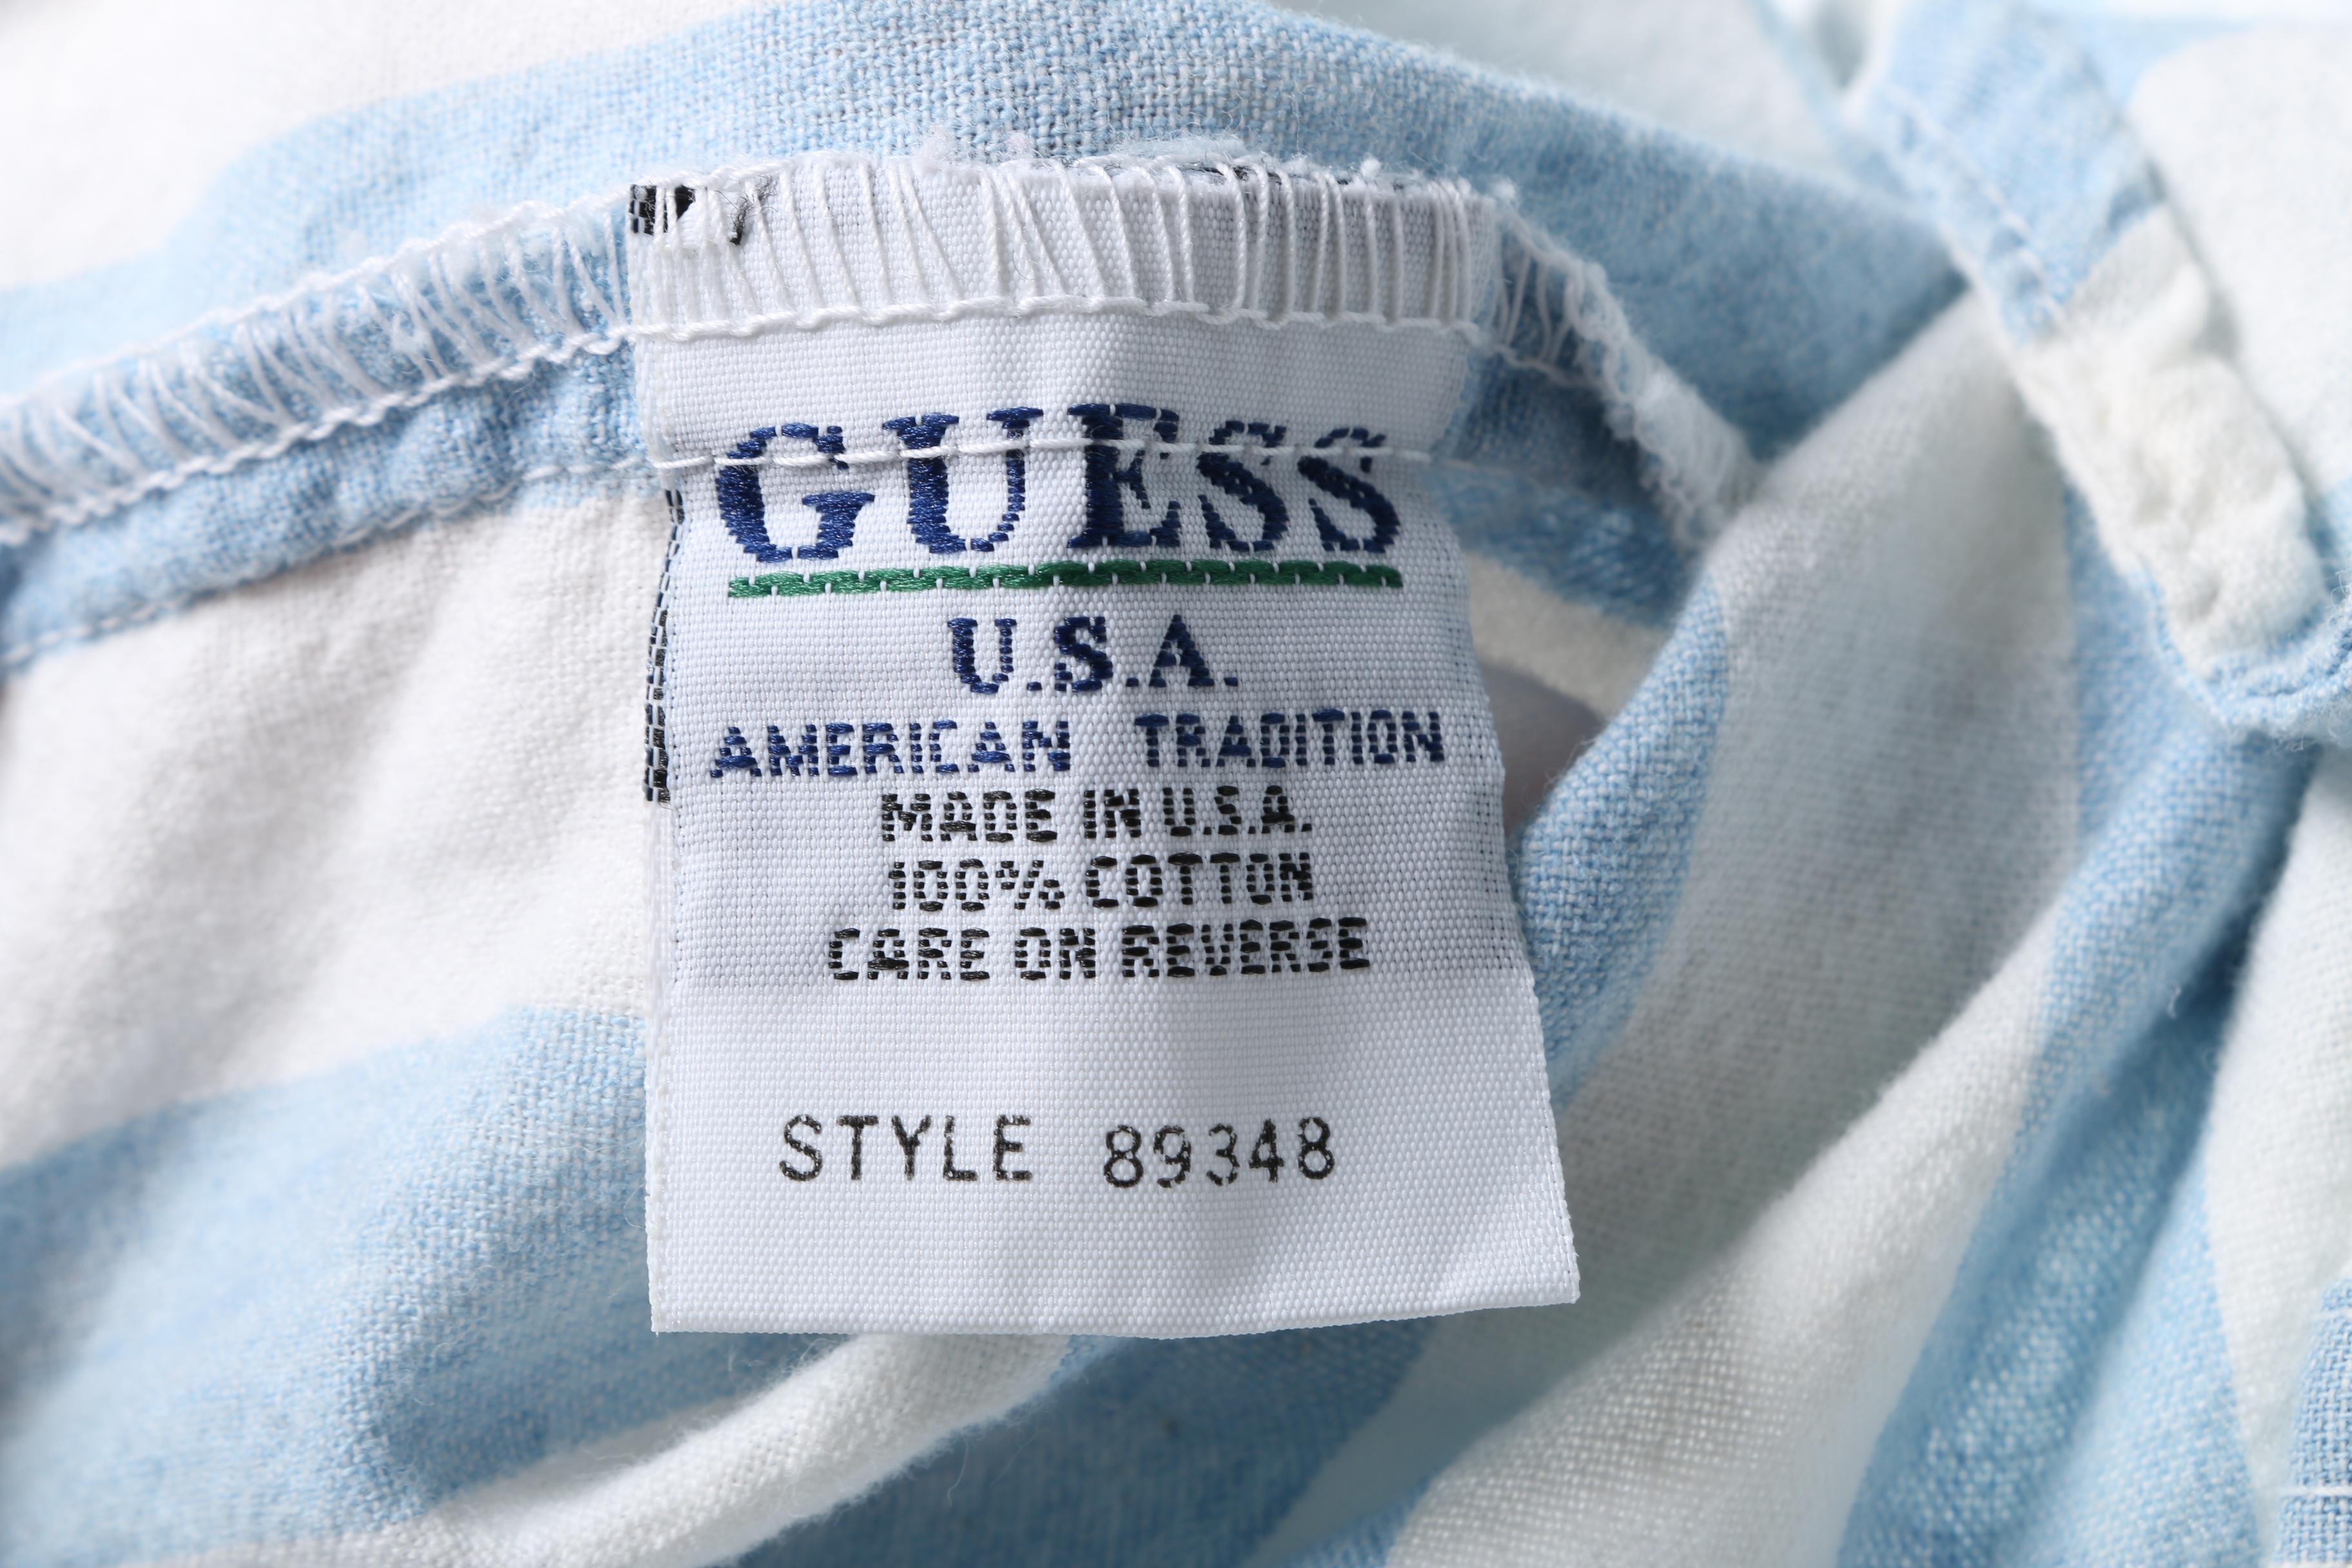 GUESS
U.S.A.
AMERICAN TRADITION
MADE IN U.S.A.
100% COTTON
CARE ON REVERSE
STYLE 89348